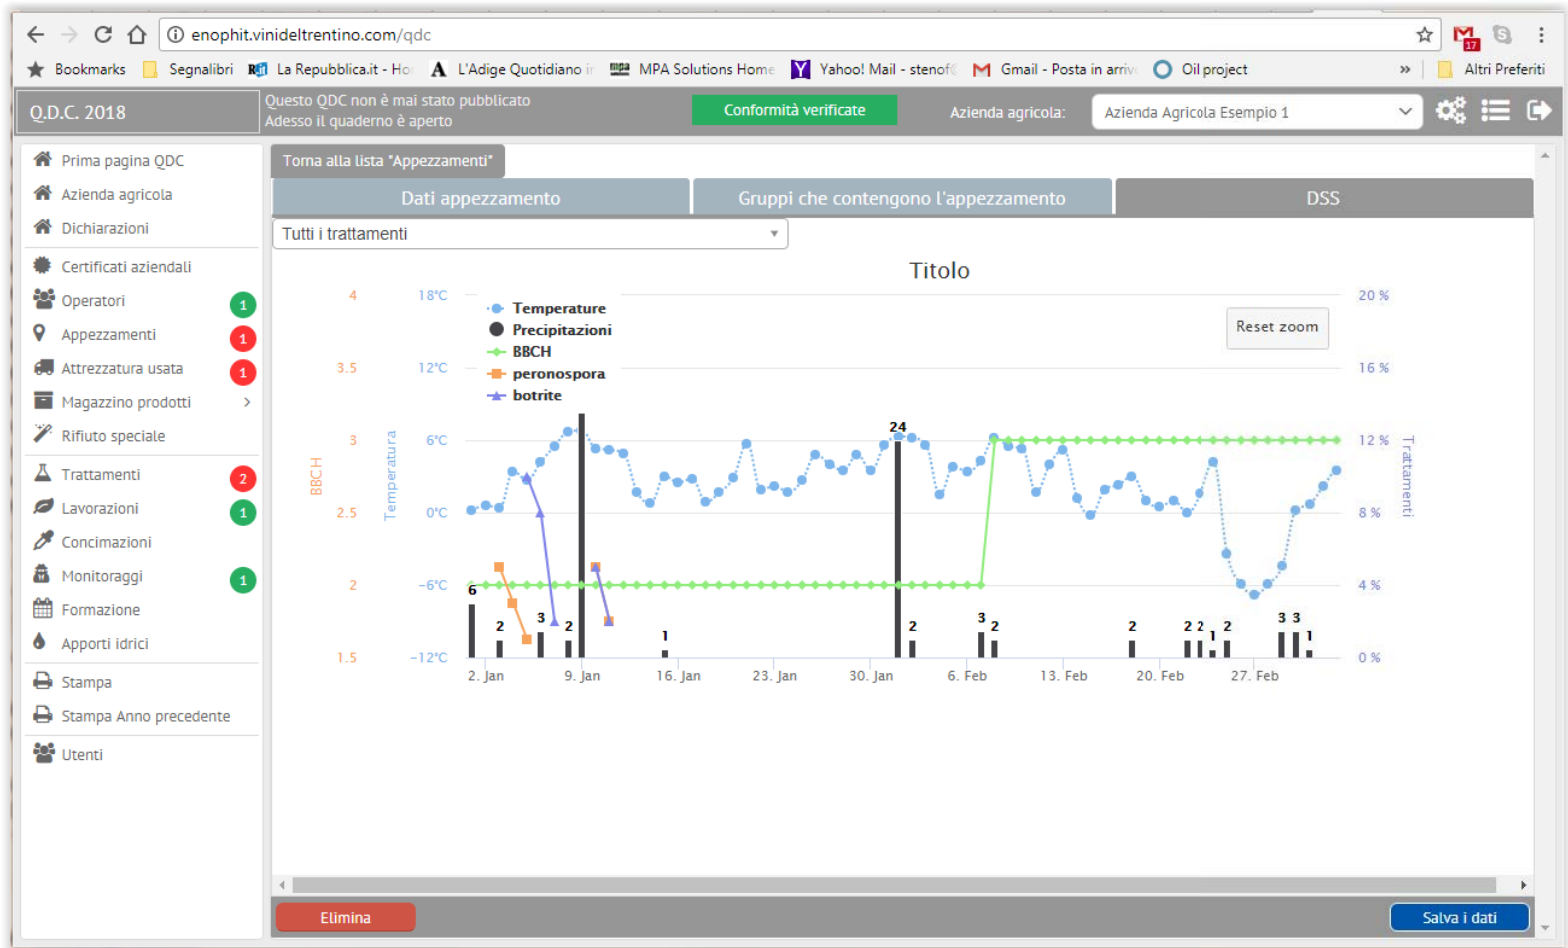 enophit.vinideltrentino.com/qdc
17
S
Bookmarks
Segnalibri
La Repubblica.it - Ho
L'Adige Quotidiano in
MPA Solutions Home
Yahoo! Mail - stenof
Gmail - Posta in arriv
Oil project
»
Altri Preferiti
Q.D.C. 2018
Questo QDC non è mai stato pubblicato
Adesso il quaderno è aperto
Conformità verificate
Azienda agricola:
Azienda Agricola Esempio 1
Prima pagina QDC
Azienda agricola
Dichiarazioni
Certificati aziendali
Operatori 1
Appezzamenti 1
Attrezzatura usata 1
Magazzino prodotti
Rifiuto speciale
Trattamenti 2
Lavorazioni 1
Concimazioni
Monitoraggi 1
Formazione
Apporti idrici
Stampa
Stampa Anno precedente
Utenti
Torna alla lista "Appezzamenti"
Dati appezzamento
Gruppi che contengono l'appezzamento
DSS
Tutti i trattamenti
Titolo
Temperature
Precipitazioni
BBCH
peronospora
botrite
Reset zoom
4 18°C 20 %
3.5 12°C 16 %
3 6°C 12 %
2.5 0°C 8 %
2 -6°C 4 %
1.5 -12°C 0 %
BBCH
Temperatura
Trattamenti
6 2 3 2 1 24 2 3 2 2 2 2 1 2 3 3 1
2. Jan 9. Jan 16. Jan 23. Jan 30. Jan 6. Feb 13. Feb 20. Feb 27. Feb
Elimina
Salva i dati